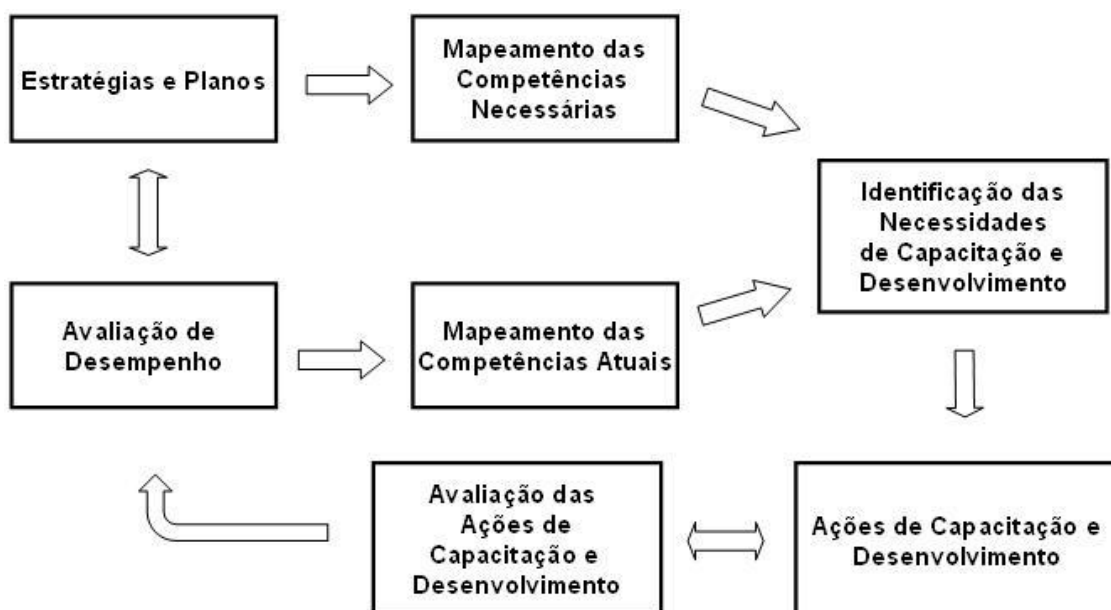 Estratégias e Planos
Mapeamento das
Competências
Necessárias
Identificação das
Necessidades
de Capacitação e
Desenvolvimento
Avaliação de
Desempenho
Mapeamento das
Competências Atuais
Avaliação das
Ações de
Capacitação e
Desenvolvimento
Ações de Capacitação e
Desenvolvimento